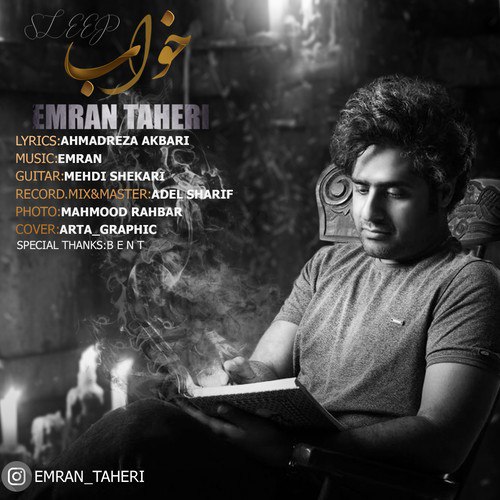 SLEEP
خواب
EMRAN TAHERI
LYRICS:AHMADREZA AKBARI
MUSIC:EMRAN
GUITAR:MEHDI SHEKARI
RECORD.MIX&MASTER:ADEL SHARIF
PHOTO:MAHMOOD RAHBAR
COVER:ARTA_GRAPHIC
SPECIAL THANKS:B E N T
EMRAN_TAHERI